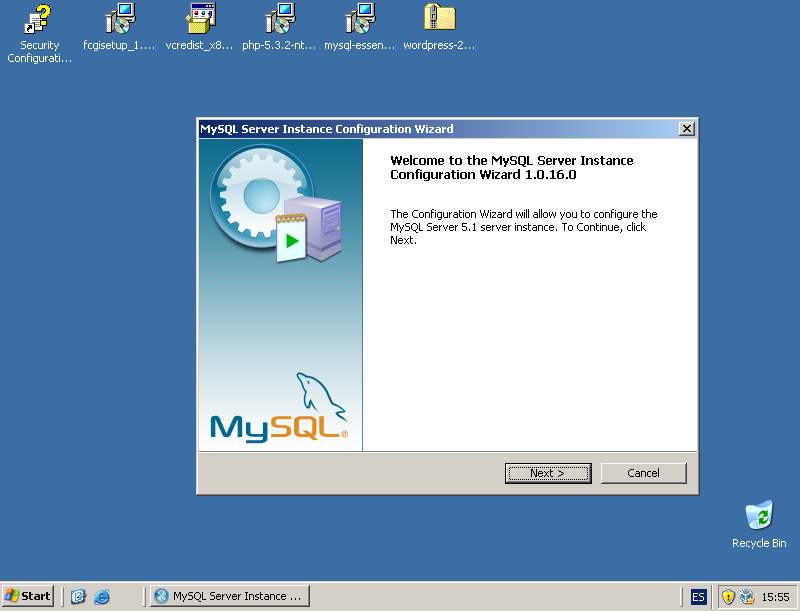 Security
Configurati...
fcgisetup_1....
vcredist_x8...
php-5.3.2-nt...
mysql-essen...
wordpress-2...
MySQL Server Instance Configuration Wizard
Welcome to the MySQL Server Instance
Configuration Wizard 1.0.16.0
The Configuration Wizard will allow you to configure the
MySQL Server 5.1 server instance. To Continue, click
Next.
MySQL®
Next >
Cancel
Recycle Bin
Start
MySQL Server Instance ...
ES
15:55